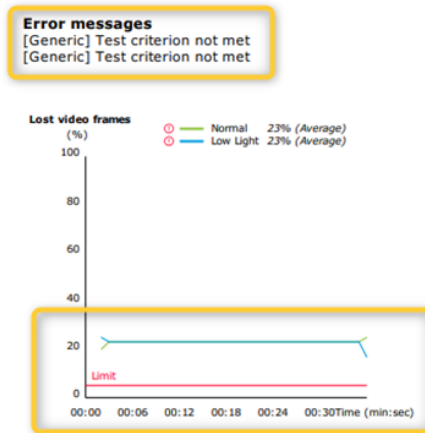 Error messages
[Generic] Test criterion not met
[Generic] Test criterion not met
Lost video frames
(%)
Normal 23% (Average)
Low Light 23% (Average)
100
80
60
40
20
Limit
0
00:00 00:06 00:12 00:18 00:24 00:30Time (min:sec)